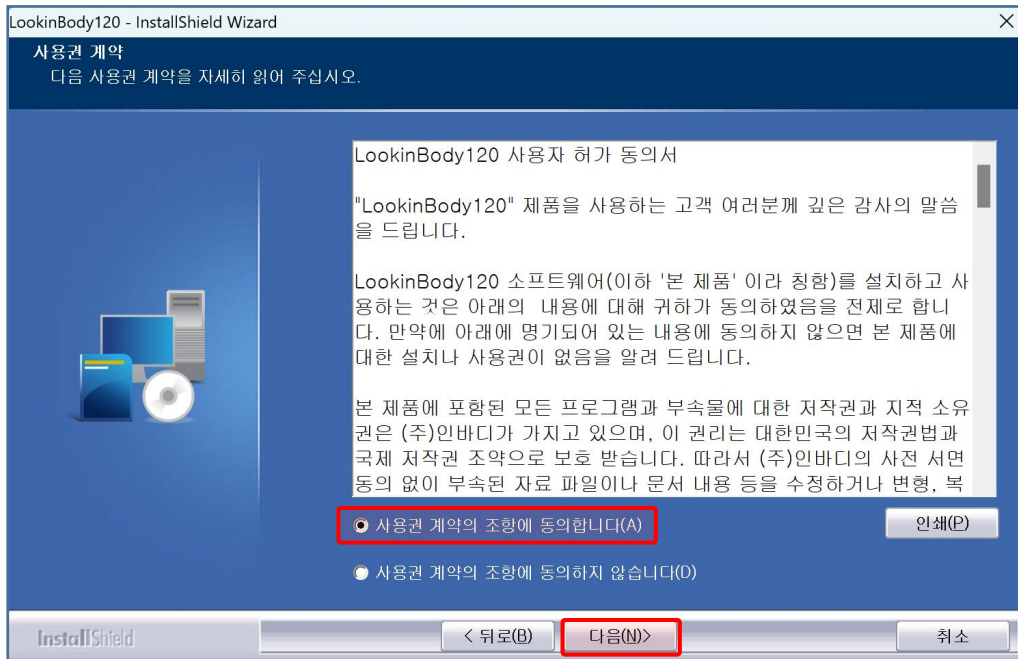 LookinBody120 - InstallShield Wizard
사용권 계약
다음 사용권 계약을 자세히 읽어 주십시오.
LookinBody120 사용자 허가 동의서
"LookinBody120" 제품을 사용하는 고객 여러분께 깊은 감사의 말씀
을 드립니다.
LookinBody120 소프트웨어(이하 '본 제품' 이라 칭함)를 설치하고 사
용하는 것은 아래의  내용에 대해 귀하가 동의하였음을 전제로 합니
다. 만약에 아래에 명기되어 있는 내용에 동의하지 않으면 본 제품에
대한 설치나 사용권이 없음을 알려 드립니다.
본 제품에 포함된 모든 프로그램과 부속물에 대한 저작권과 지적 소유
권은 (주)인바디가 가지고 있으며, 이 권리는 대한민국의 저작권법과
국제 저작권 조약으로 보호 받습니다. 따라서 (주)인바디의 사전 서면
동의 없이 부속된 자료 파일이나 문서 내용 등을 수정하거나 변형, 복
사용권 계약의 조항에 동의합니다(A)
인쇄(P)
사용권 계약의 조항에 동의하지 않습니다(D)
InstallShield
< 뒤로(B)
다음(N)>
취소